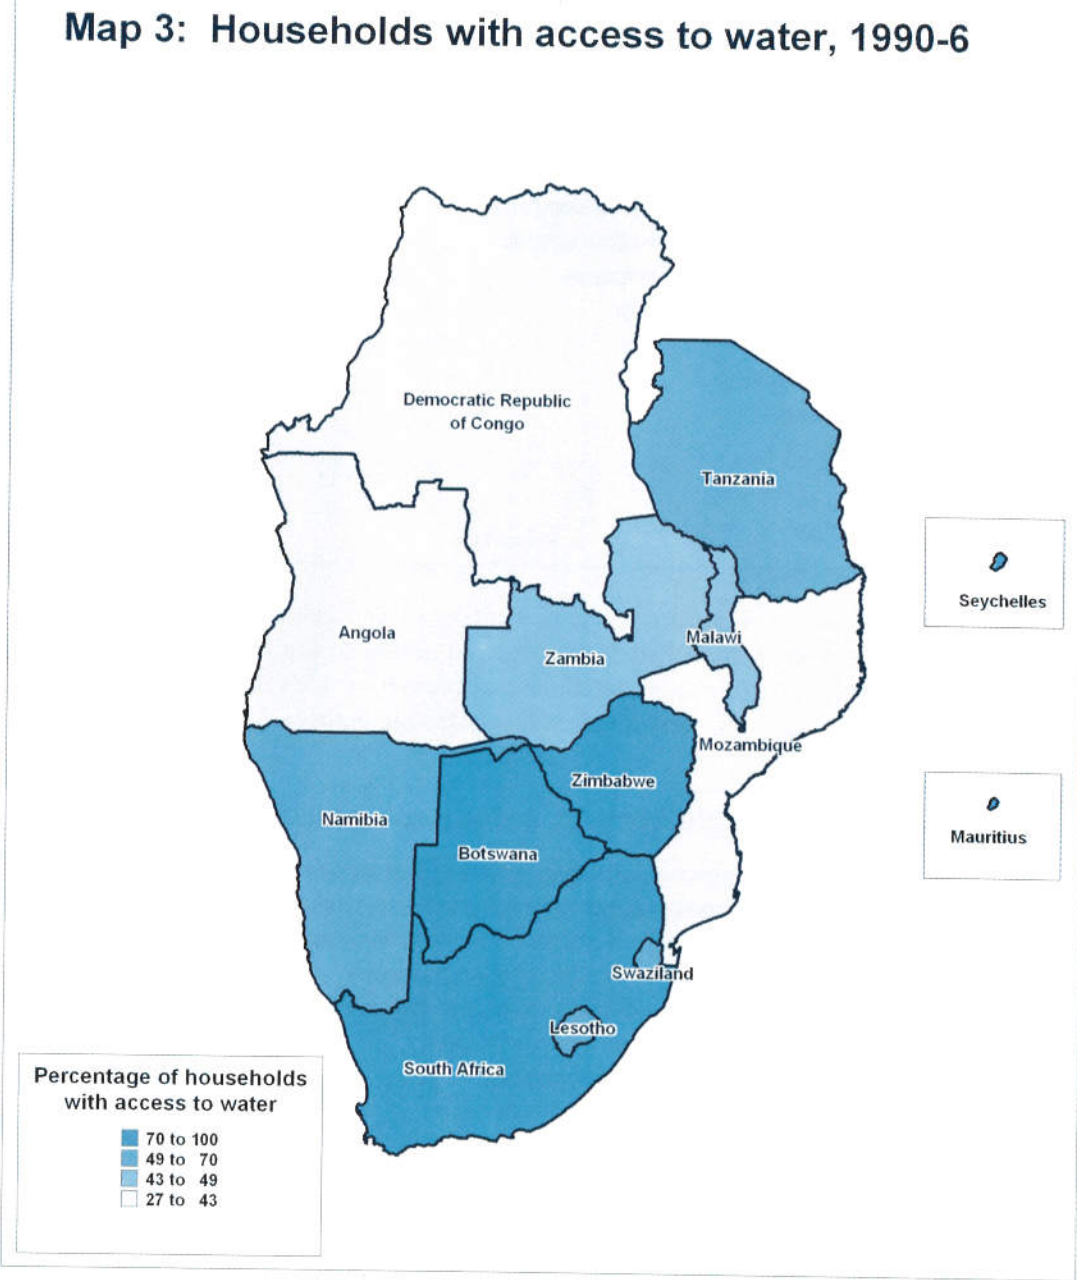 Map 3: Households with access to water, 1990-6
Democratic Republic
of Congo
Tanzania
Seychelles
Angola
Malawi
Zambia
Mozambique
Zimbabwe
Namibia
Mauritius
Botswana
Swaziland
Lesotho
South Africa
Percentage of households
with access to water
70 to 100
49 to 70
43 to 49
27 to 43